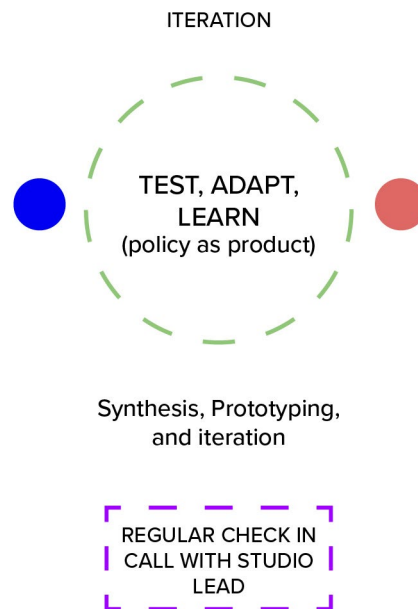 ITERATION
TEST, ADAPT,
LEARN
(policy as product)
Synthesis, Prototyping,
and iteration
REGULAR CHECK IN
CALL WITH STUDIO
LEAD